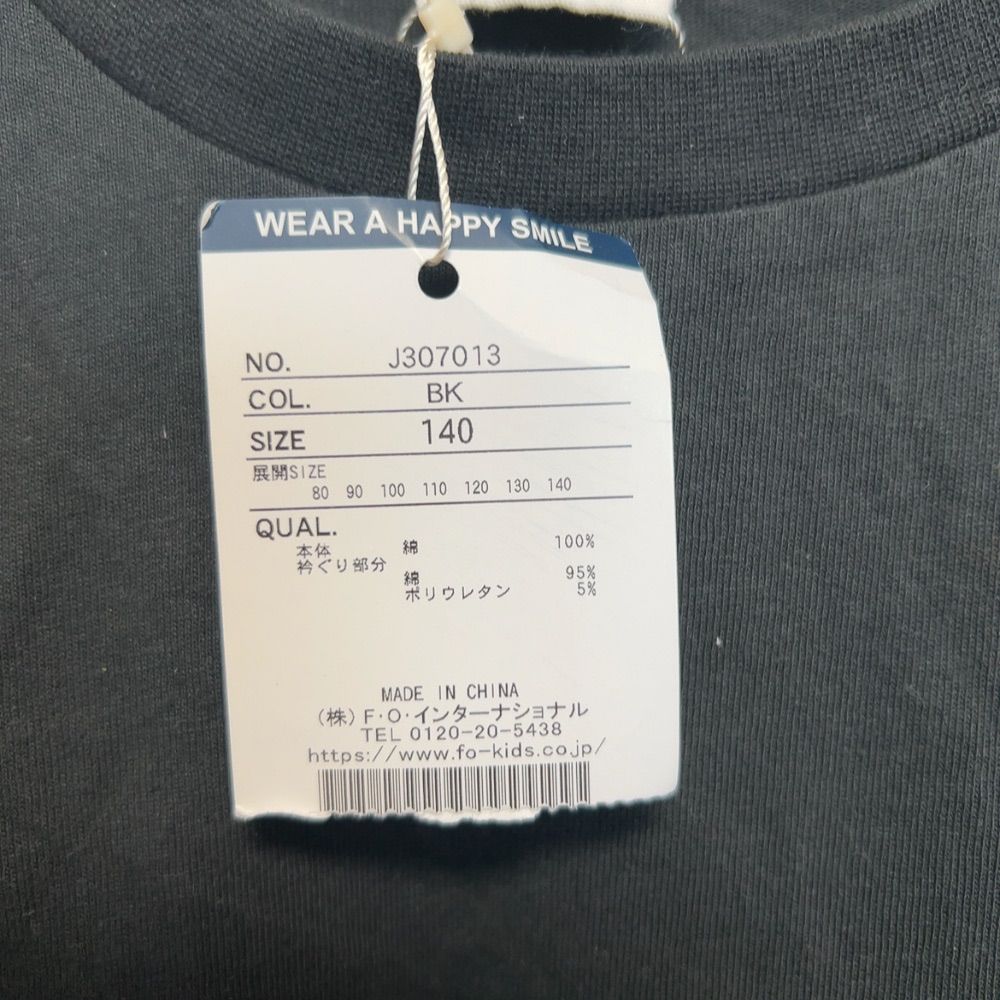 WEAR A HAPPY SMILE
NO. J307013
COL. BK
SIZE 140
展開SIZE
80 90 100 110 120 130 140
QUAL.
本体 綿 100%
衿ぐり部分
綿 95%
ポリウレタン 5%
MADE IN CHINA
(株)F・O・インターナショナル
TEL 0120-20-5438
https://www.fo-kids.co.jp/